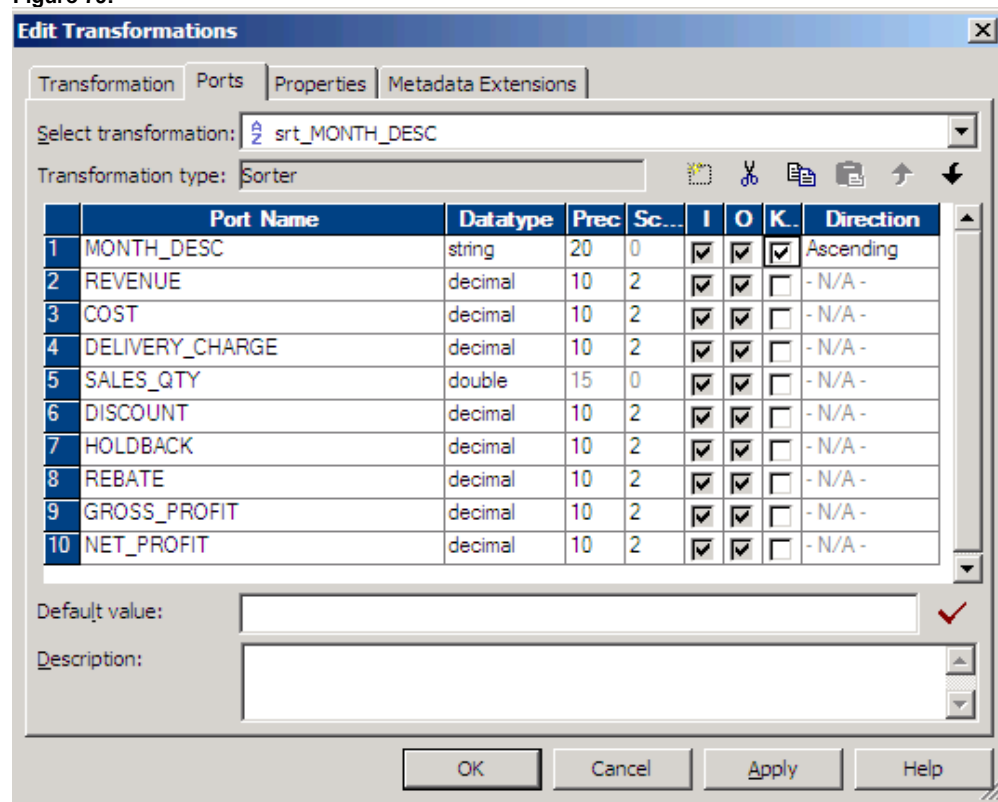 Edit Transformations
Transformation Ports Properties Metadata Extensions
Select transformation: srt_MONTH_DESC
Transformation type: Sorter
Port Name Datatype Prec Sc... I O K.. Direction
1 MONTH_DESC string 20 0 Ascending
2 REVENUE decimal 10 2 - N/A -
3 COST decimal 10 2 - N/A -
4 DELIVERY_CHARGE decimal 10 2 - N/A -
5 SALES_QTY double 15 0 - N/A -
6 DISCOUNT decimal 10 2 - N/A -
7 HOLDBACK decimal 10 2 - N/A -
8 REBATE decimal 10 2 - N/A -
9 GROSS_PROFIT decimal 10 2 - N/A -
10 NET_PROFIT decimal 10 2 - N/A -
Default value:
Description:
OK Cancel Apply Help